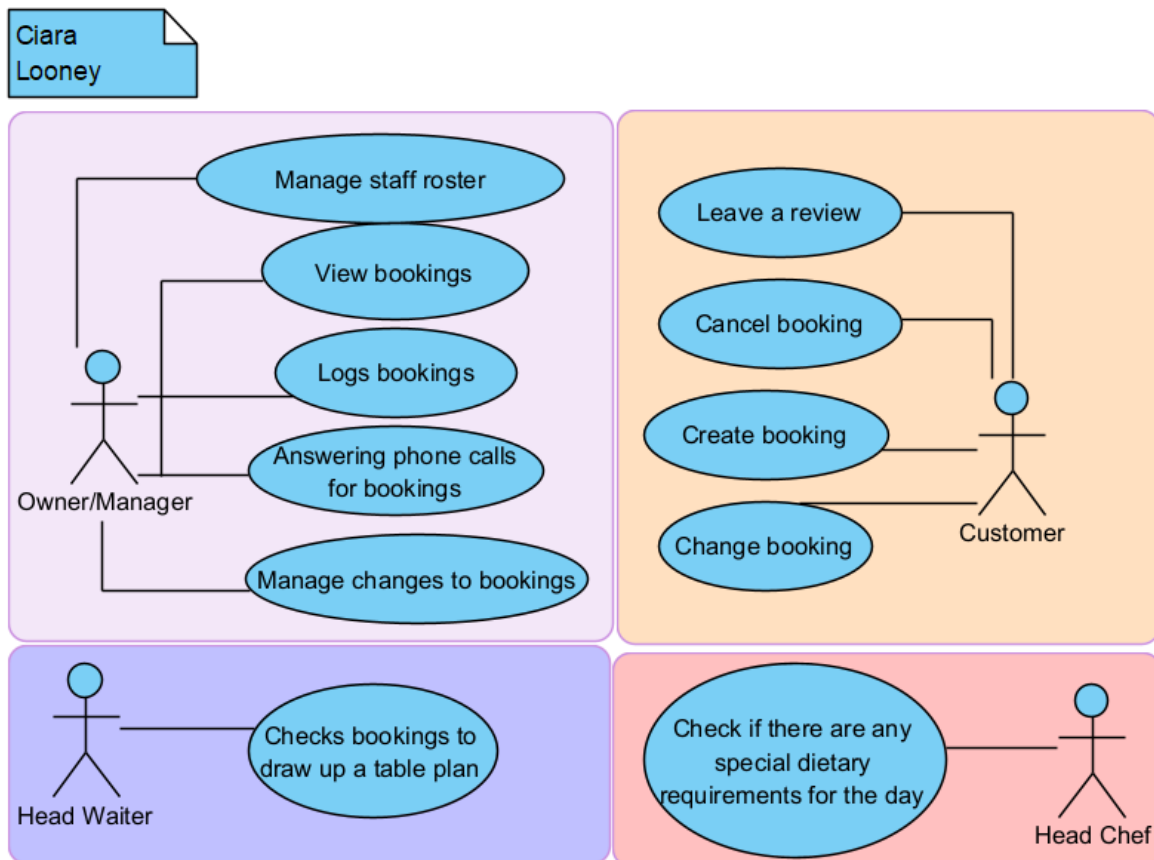 Ciara
Looney
Manage staff roster
View bookings
Logs bookings
Answering phone calls
for bookings
Manage changes to bookings
Owner/Manager
Leave a review
Cancel booking
Create booking
Change booking
Customer
Checks bookings to
draw up a table plan
Head Waiter
Check if there are any
special dietary
requirements for the day
Head Chef